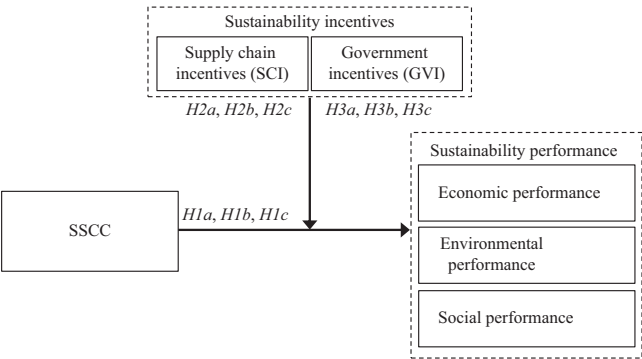 Sustainability incentives
Supply chain
incentives (SCI)
Government
incentives (GVI)
H2a, H2b, H2c
H3a, H3b, H3c
Sustainability performance
Economic performance
H1a, H1b, H1c
SSCC
Environmental
performance
Social performance